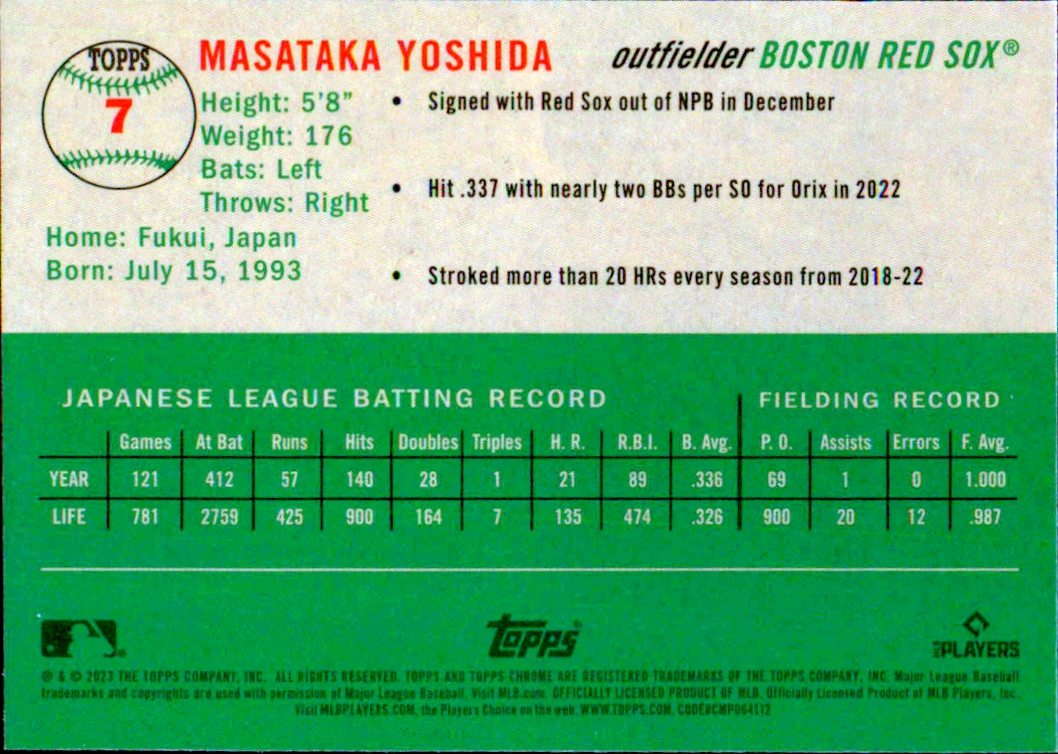 TOPPS
7
MASATAKA YOSHIDA
outfielder BOSTON RED SOX®
Height: 5'8"
Weight: 176
Bats: Left
Throws: Right
Home: Fukui, Japan
Born: July 15, 1993
• Signed with Red Sox out of NPB in December
• Hit .337 with nearly two BBs per SO for Orix in 2022
• Stroked more than 20 HRs every season from 2018-22
JAPANESE LEAGUE BATTING RECORD FIELDING RECORD
Games At Bat Runs Hits Doubles Triples H. R. R.B.I. B. Avg. P. O. Assists Errors F. Avg.
YEAR 121 412 57 140 28 1 21 89 .336 69 1 0 1.000
LIFE 781 2759 425 900 164 7 135 474 .326 900 20 12 .987
topps
MLB PLAYERS
® & © 2023 THE TOPPS COMPANY, INC. ALL RIGHTS RESERVED. TOPPS AND TOPPS CHROME ARE REGISTERED TRADEMARKS OF THE TOPPS COMPANY, INC. Major League Baseball
trademarks and copyrights are used with permission of Major League Baseball. Visit MLB.com. OFFICIALLY LICENSED PRODUCT OF MLB. Officially Licensed Product of MLB Players, Inc.
Visit MLBPLAYERS.COM, the Players Choice on the web. WWW.TOPPS.COM. CODE#CMP064112